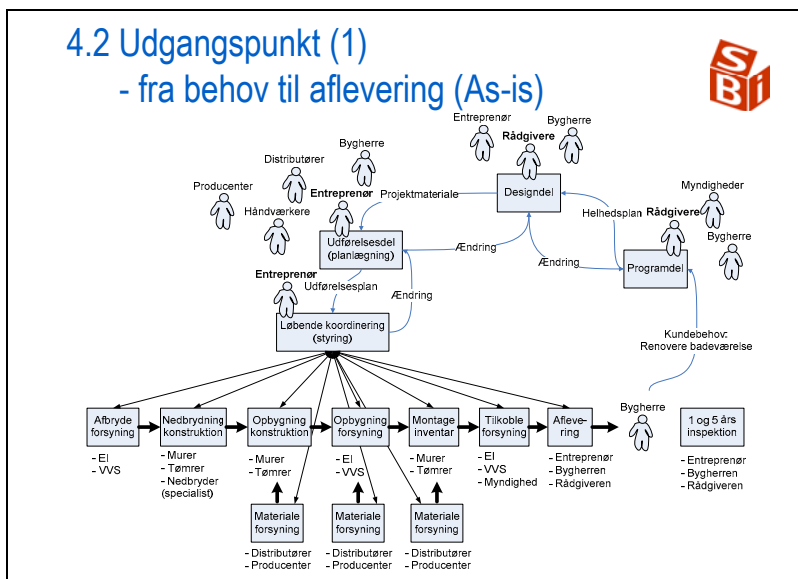 4.2 Udgangspunkt (1)
- fra behov til aflevering (As-is)
SBi
Entreprenør
Bygherre
Rådgivere
Bygherre
Distributører
Producenter
Entreprenør
Håndværkere
Projektmateriale
Designdel
Myndigheder
Helhedsplan
Rådgivere
Bygherre
Udførelsesdel
(planlægning)
Ændring
Ændring
Programdel
Entreprenør
Udførelsesplan
Ændring
Løbende koordinering
(styring)
Kundebehov:
Renovere badeværelse
Bygherre
Afbryde
forsyning
Nedbrydning
konstruktion
Opbygning
konstruktion
Opbygning
forsyning
Montage
inventar
Tilkoble
forsyning
Afleve-
ring
1 og 5 års
inspektion
- El
- VVS
- Murer
- Tømrer
- Nedbryder
(specialist)
- Murer
- Tømrer
- El
- VVS
- Murer
- Tømrer
- El
- VVS
- Myndighed
- Entreprenør
- Bygherren
- Rådgiveren
- Entreprenør
- Bygherren
- Rådgiveren
Materiale
forsyning
Materiale
forsyning
Materiale
forsyning
- Distributører
- Producenter
- Distributører
- Producenter
- Distributører
- Producenter